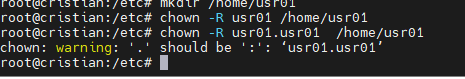 root@cristian:/etc# mkdir /home/usr01
root@cristian:/etc# chown -R usr01 /home/usr01
root@cristian:/etc# chown -R usr01.usr01  /home/usr01
chown: warning: '.' should be ':': ‘usr01.usr01’
root@cristian:/etc#